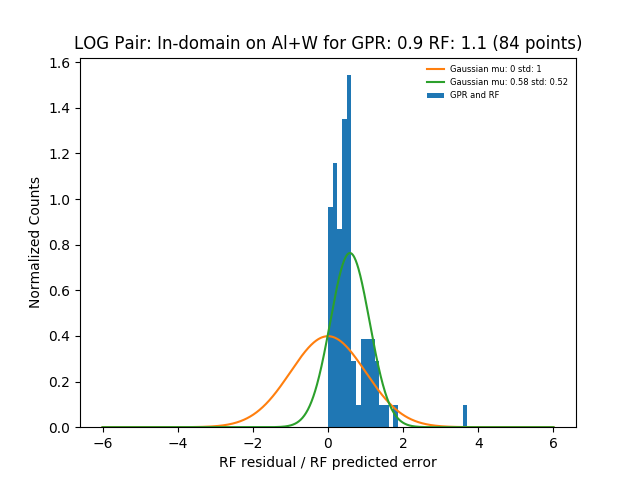 LOG Pair: In-domain on Al+W for GPR: 0.9 RF: 1.1 (84 points)
Gaussian mu: 0 std: 1
Gaussian mu: 0.58 std: 0.52
GPR and RF
Normalized Counts
1.6
1.4
1.2
1.0
0.8
0.6
0.4
0.2
0.0
−6 −4 −2 0 2 4 6
RF residual / RF predicted error